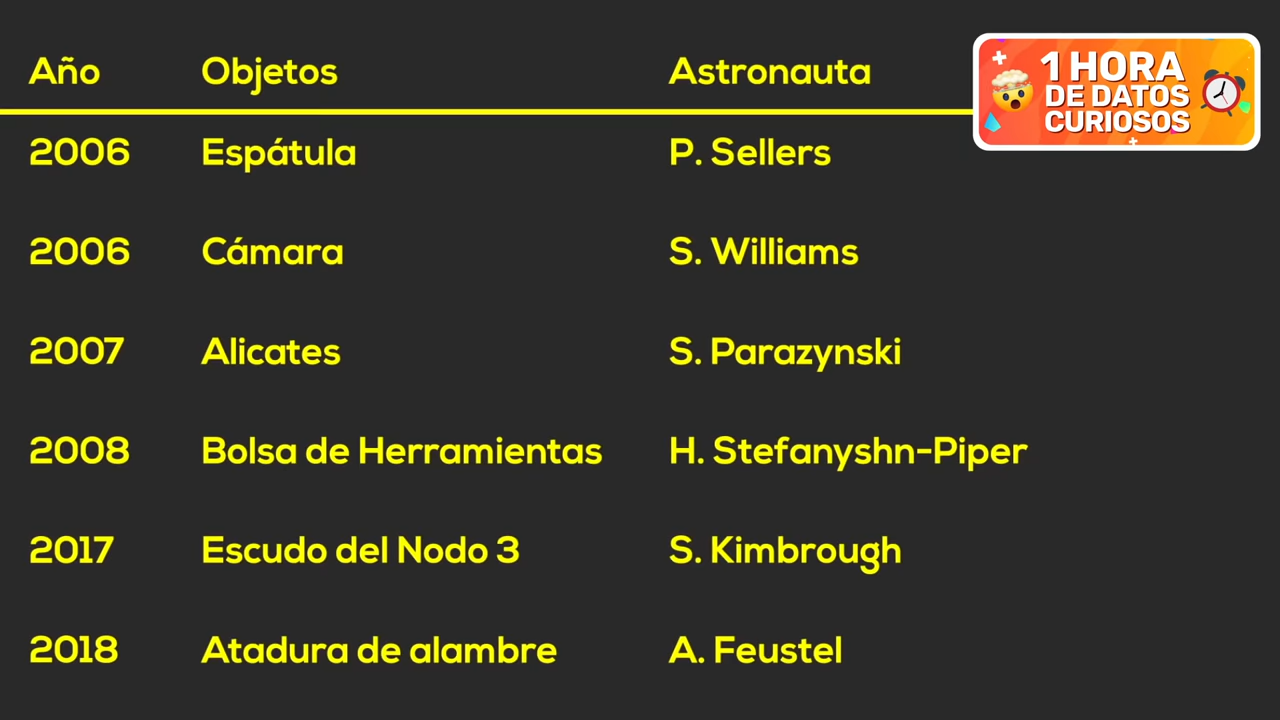 Año Objetos Astronauta
1 HORA
DE DATOS
CURIOSOS
2006 Espátula P. Sellers
2006 Cámara S. Williams
2007 Alicates S. Parazynski
2008 Bolsa de Herramientas H. Stefanyshn-Piper
2017 Escudo del Nodo 3 S. Kimbrough
2018 Atadura de alambre A. Feustel